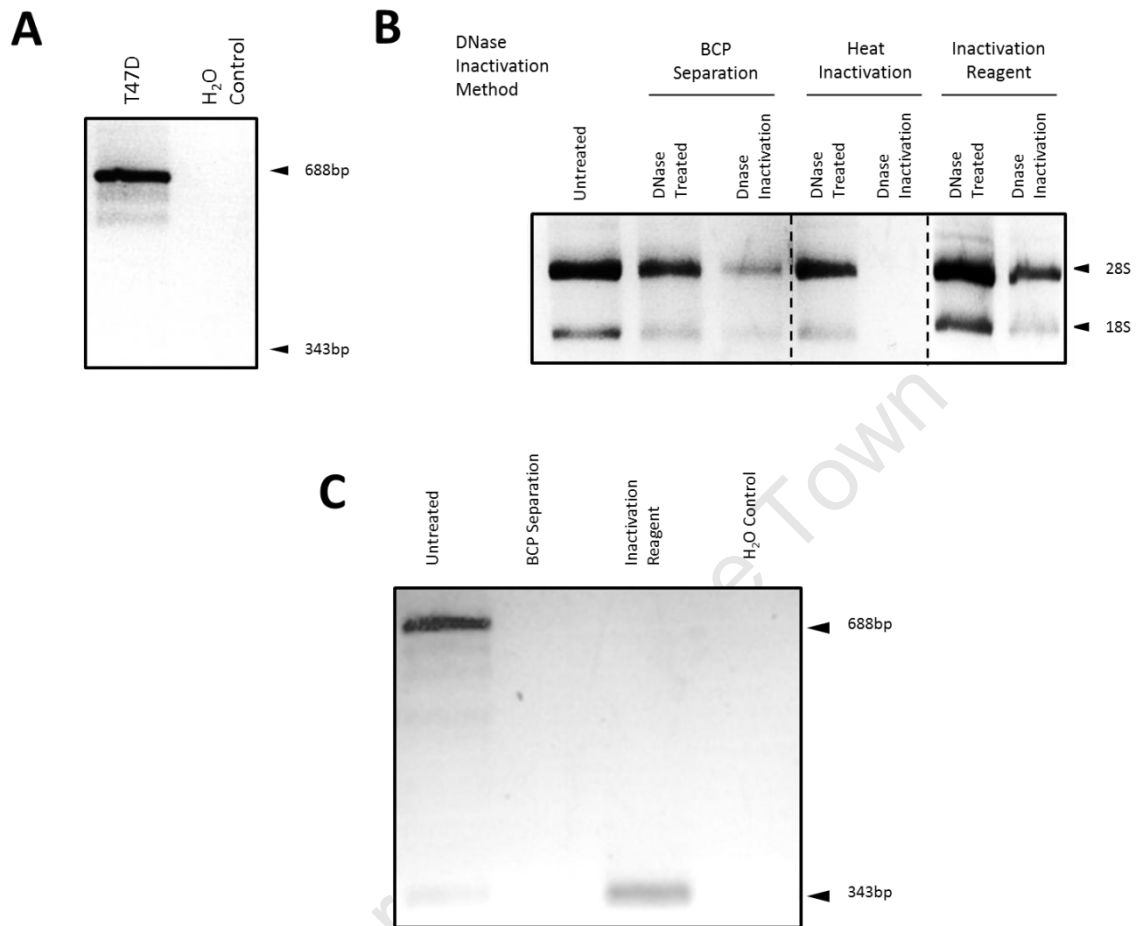 A
T47D
H2O
Control
688bp
343bp
B
DNase
Inactivation
Method
BCP
Separation
Heat
Inactivation
Inactivation
Reagent
Untreated
DNase
Treated
Dnase
Inactivation
DNase
Treated
Dnase
Inactivation
DNase
Treated
Dnase
Inactivation
28S
18S
C
Untreated
BCP Separation
Inactivation
Reagent
H2O Control
688bp
343bp
Town